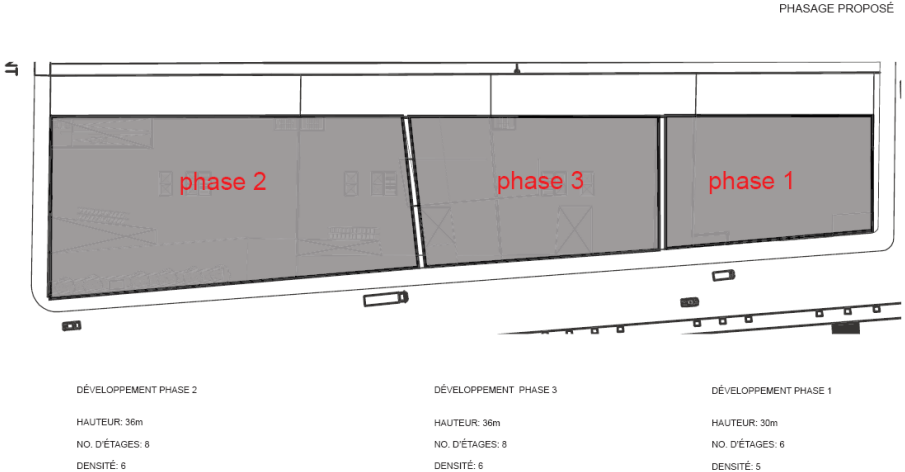 PHASAGE PROPOSÉ
phase 2
phase 3
phase 1
DÉVELOPPEMENT PHASE 2
HAUTEUR: 36m
NO. D'ÉTAGES: 8
DENSITÉ: 6
DÉVELOPPEMENT PHASE 3
HAUTEUR: 36m
NO. D'ÉTAGES: 8
DENSITÉ: 6
DÉVELOPPEMENT PHASE 1
HAUTEUR: 30m
NO. D'ÉTAGES: 6
DENSITÉ: 5